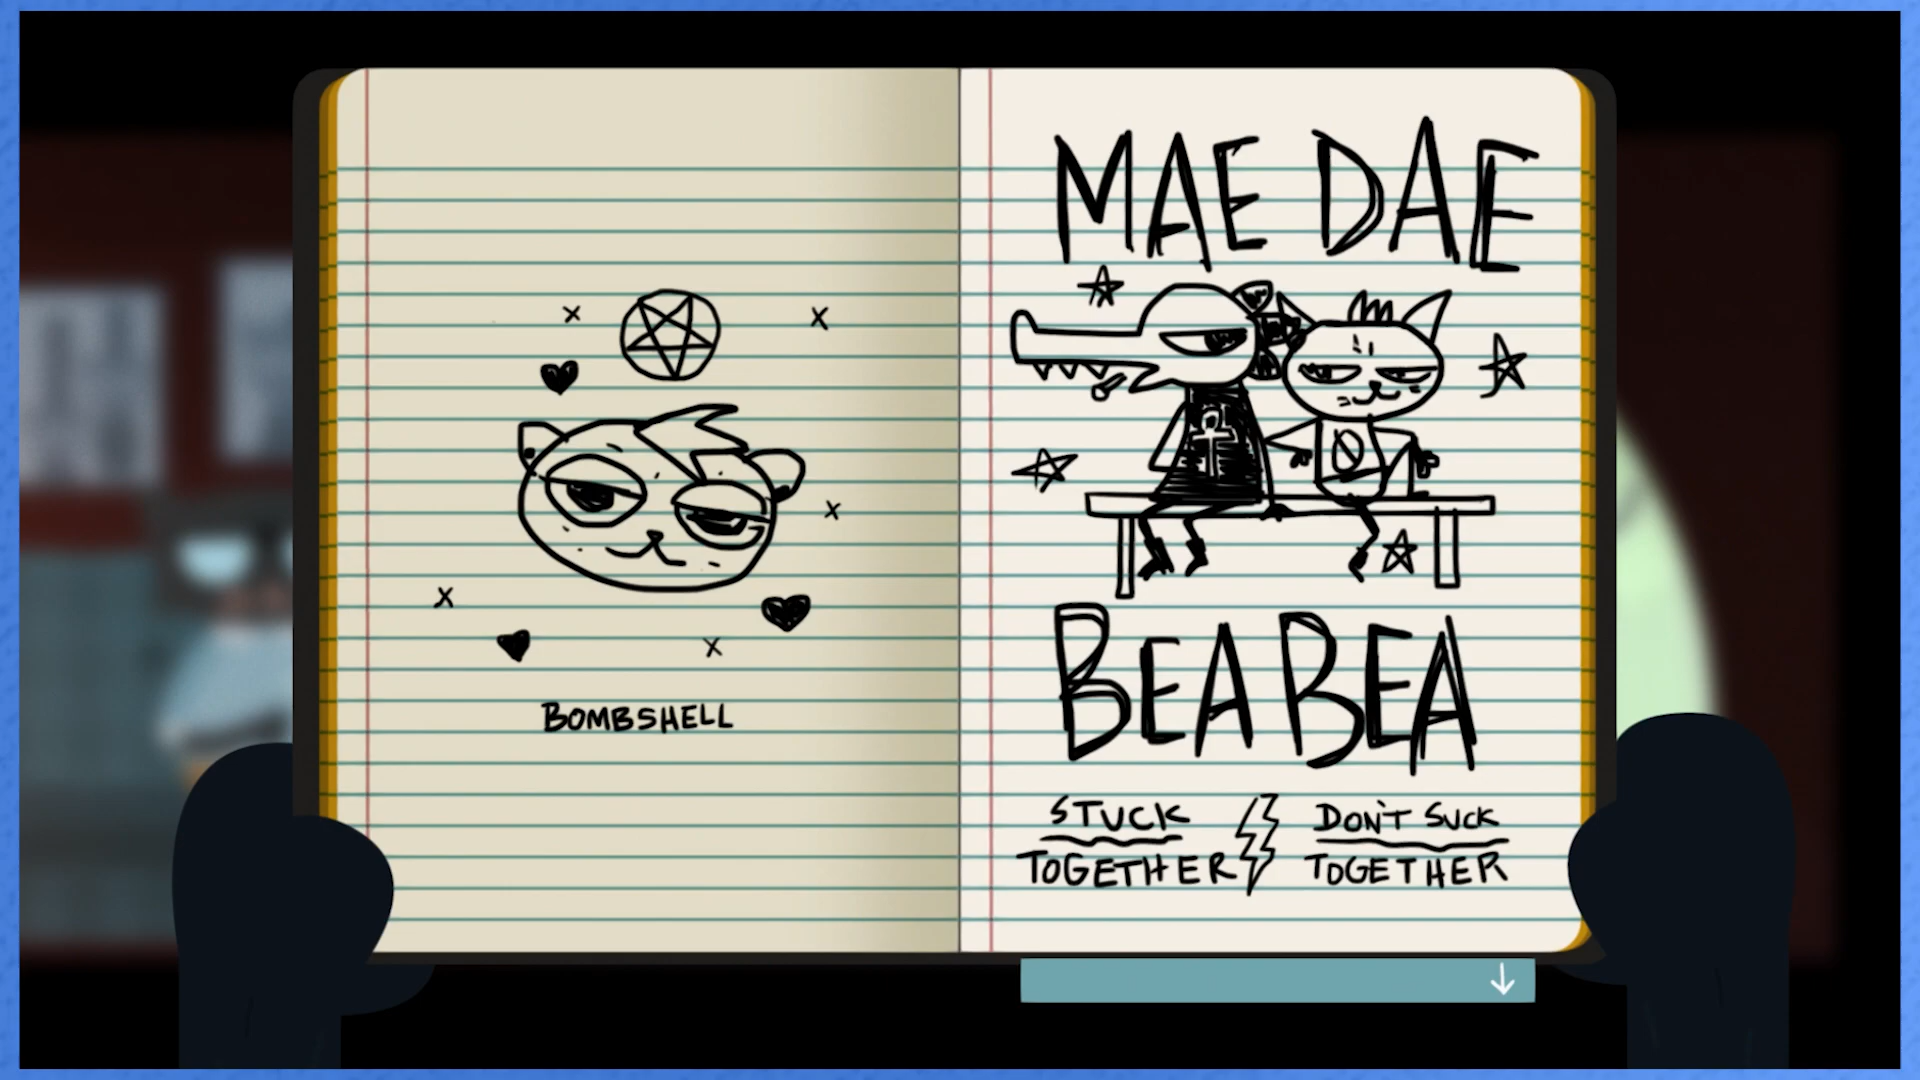 BOMBSHELL
MAE DAE
BEA BEA
STUCK
TOGETHER
DON'T SUCK
TOGETHER